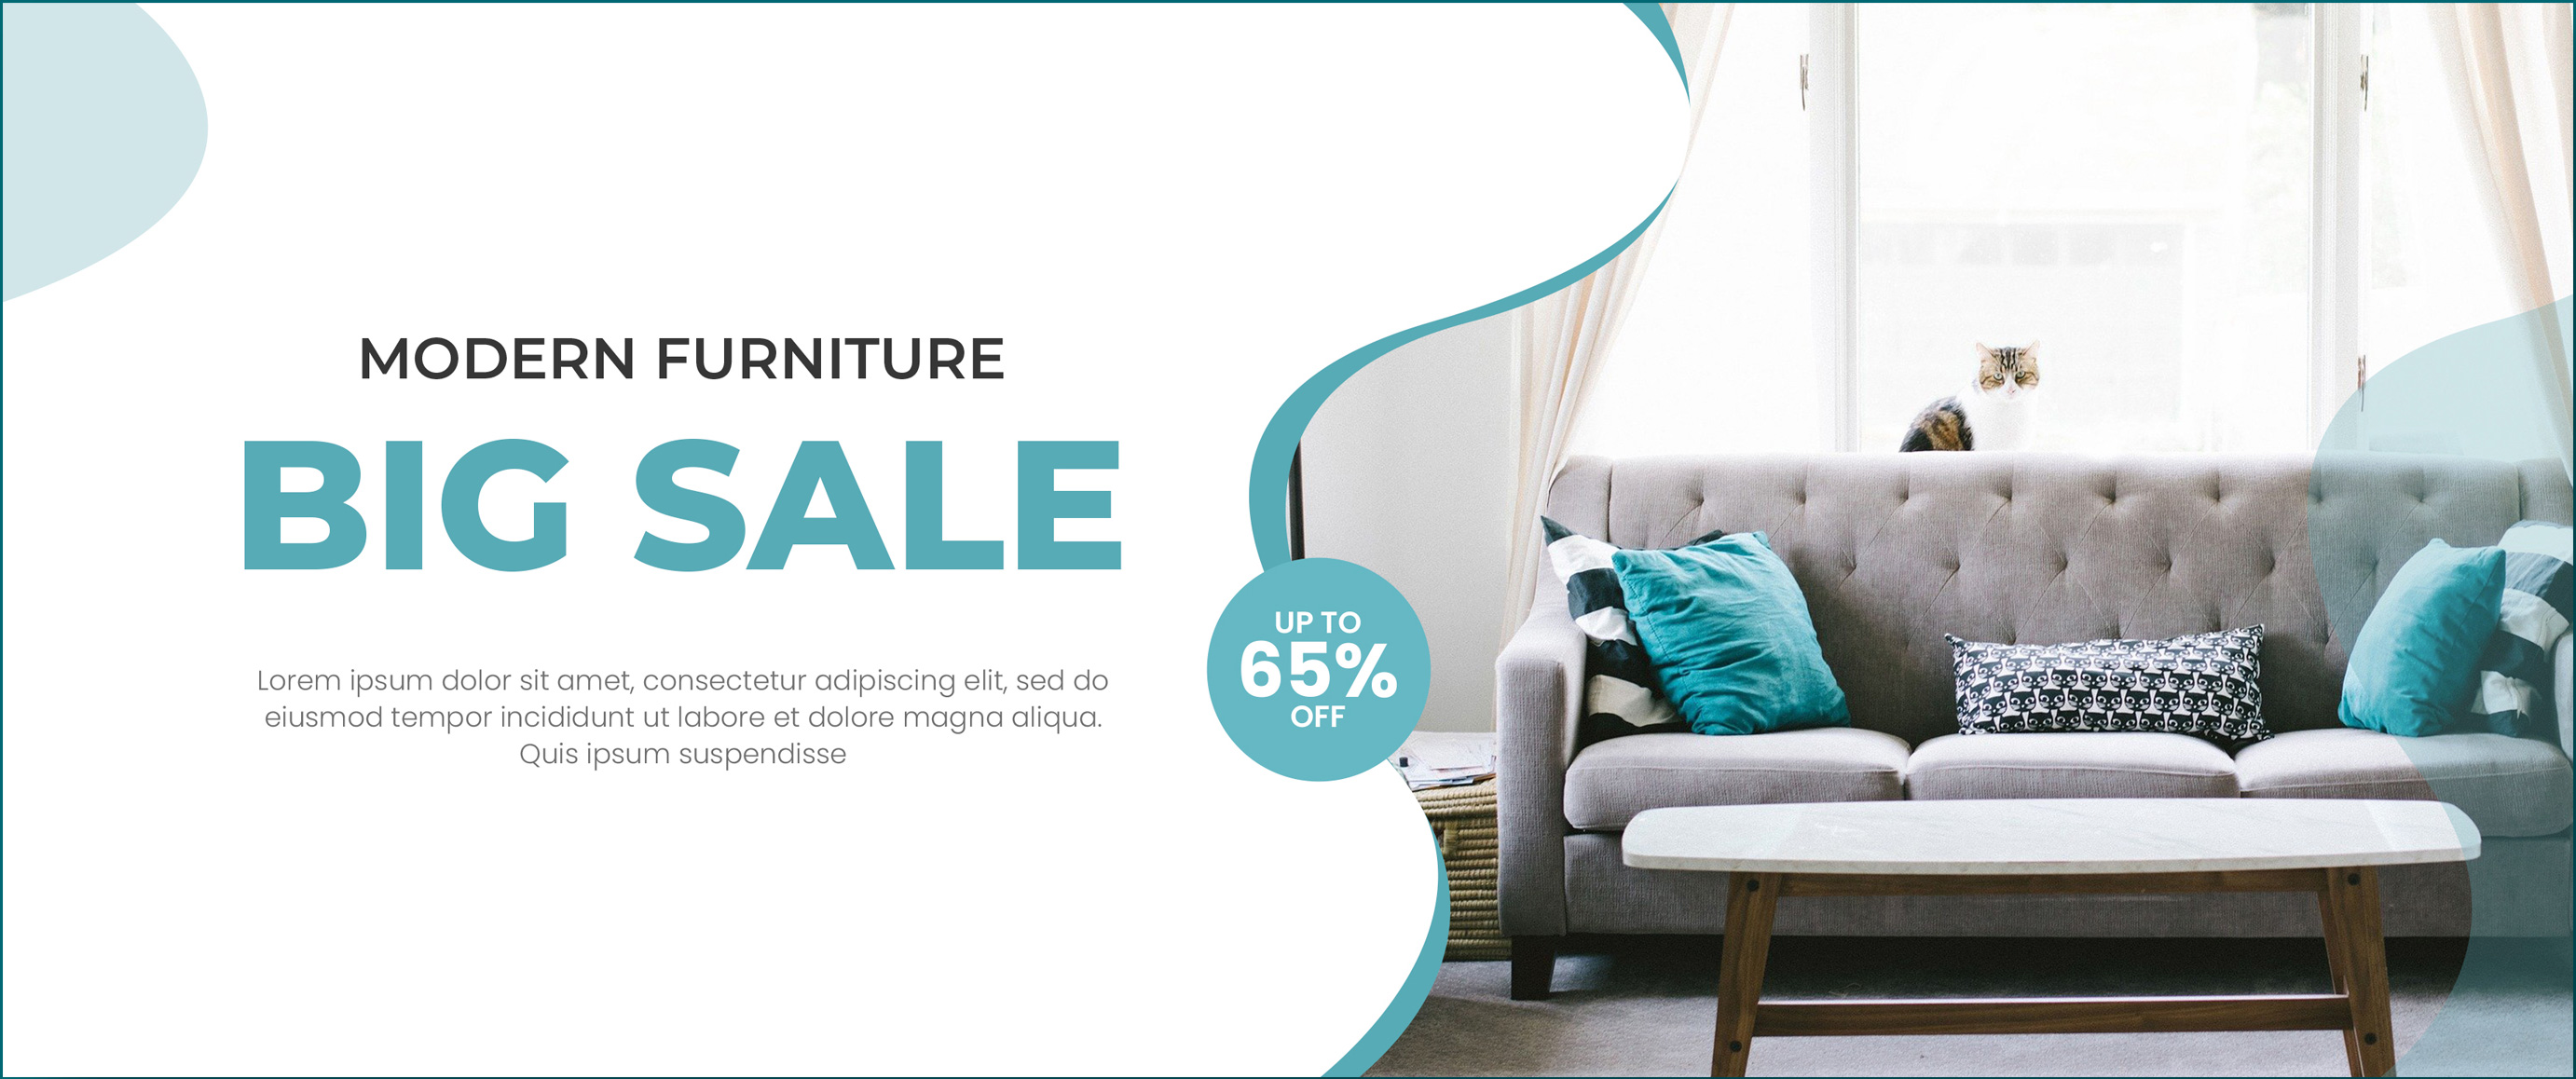 MODERN FURNITURE
BIG SALE
Lorem ipsum dolor sit amet, consectetur adipiscing elit, sed do
eiusmod tempor incididunt ut labore et dolore magna aliqua.
Quis ipsum suspendisse
UP TO
65%
OFF